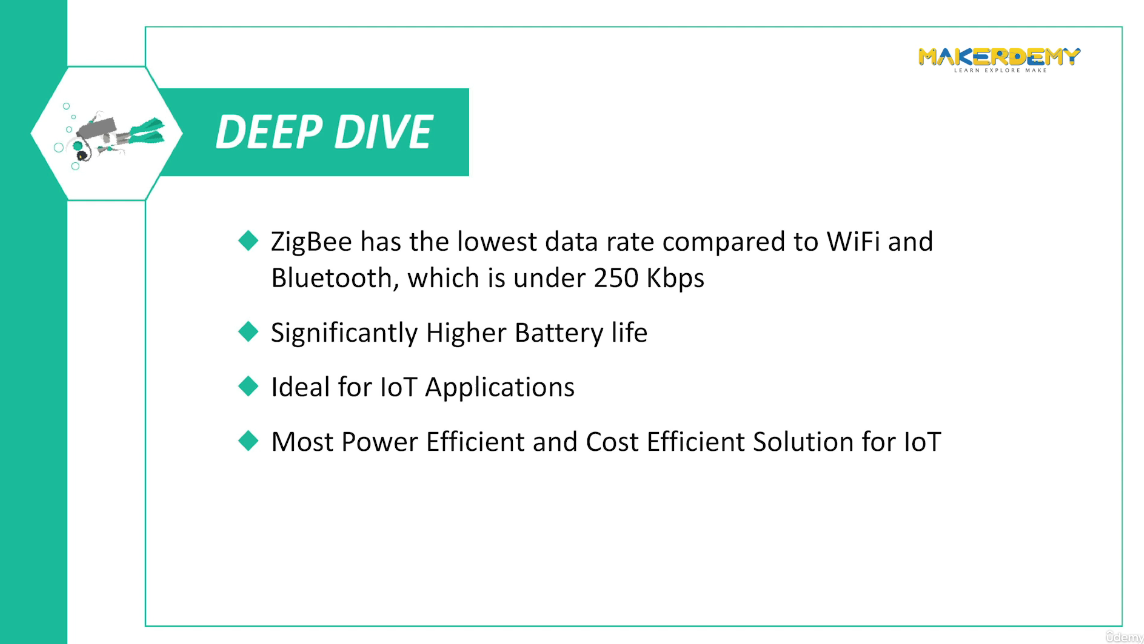 MAKERDEMY
LEARN EXPLORE MAKE
DEEP DIVE
ZigBee has the lowest data rate compared to WiFi and
Bluetooth, which is under 250 Kbps
Significantly Higher Battery life
Ideal for IoT Applications
Most Power Efficient and Cost Efficient Solution for IoT
ûdemy